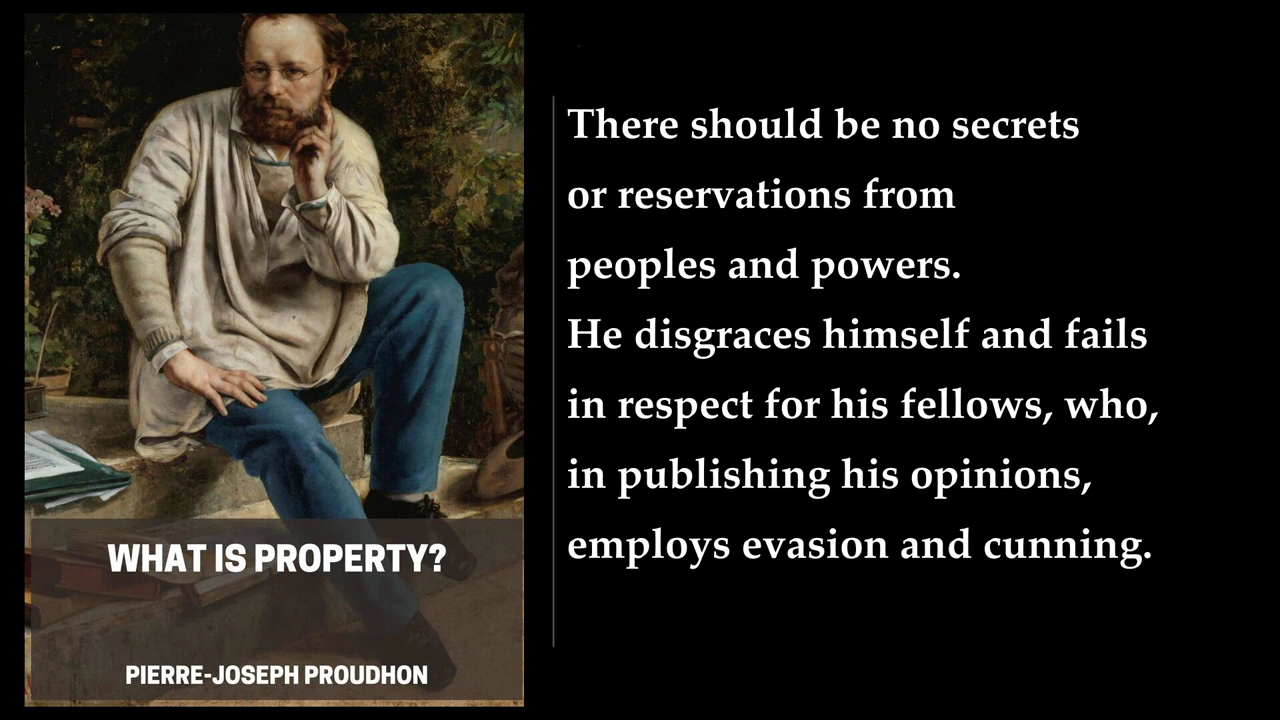 WHAT IS PROPERTY?
PIERRE-JOSEPH PROUDHON
There should be no secrets
or reservations from
peoples and powers.
He disgraces himself and fails
in respect for his fellows, who,
in publishing his opinions,
employs evasion and cunning.